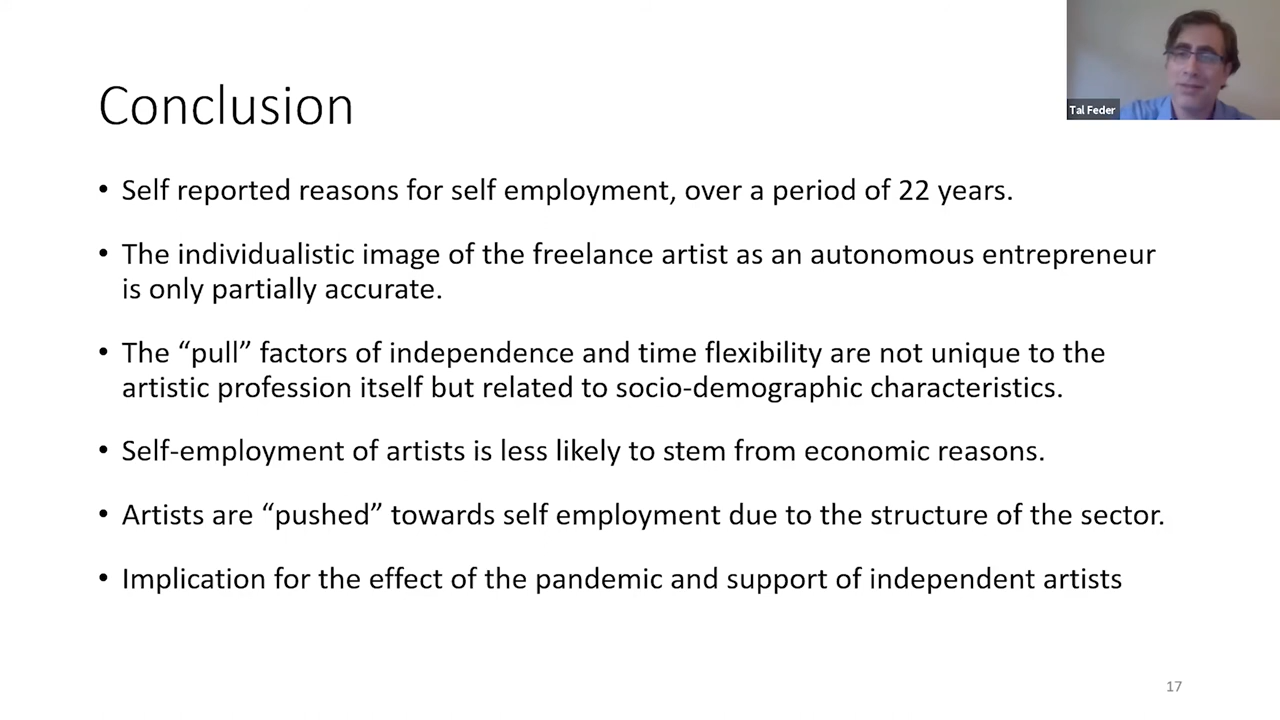 Tal Feder
Conclusion
• Self reported reasons for self employment, over a period of 22 years.
• The individualistic image of the freelance artist as an autonomous entrepreneur
is only partially accurate.
• The “pull” factors of independence and time flexibility are not unique to the
artistic profession itself but related to socio-demographic characteristics.
• Self-employment of artists is less likely to stem from economic reasons.
• Artists are “pushed” towards self employment due to the structure of the sector.
• Implication for the effect of the pandemic and support of independent artists
17